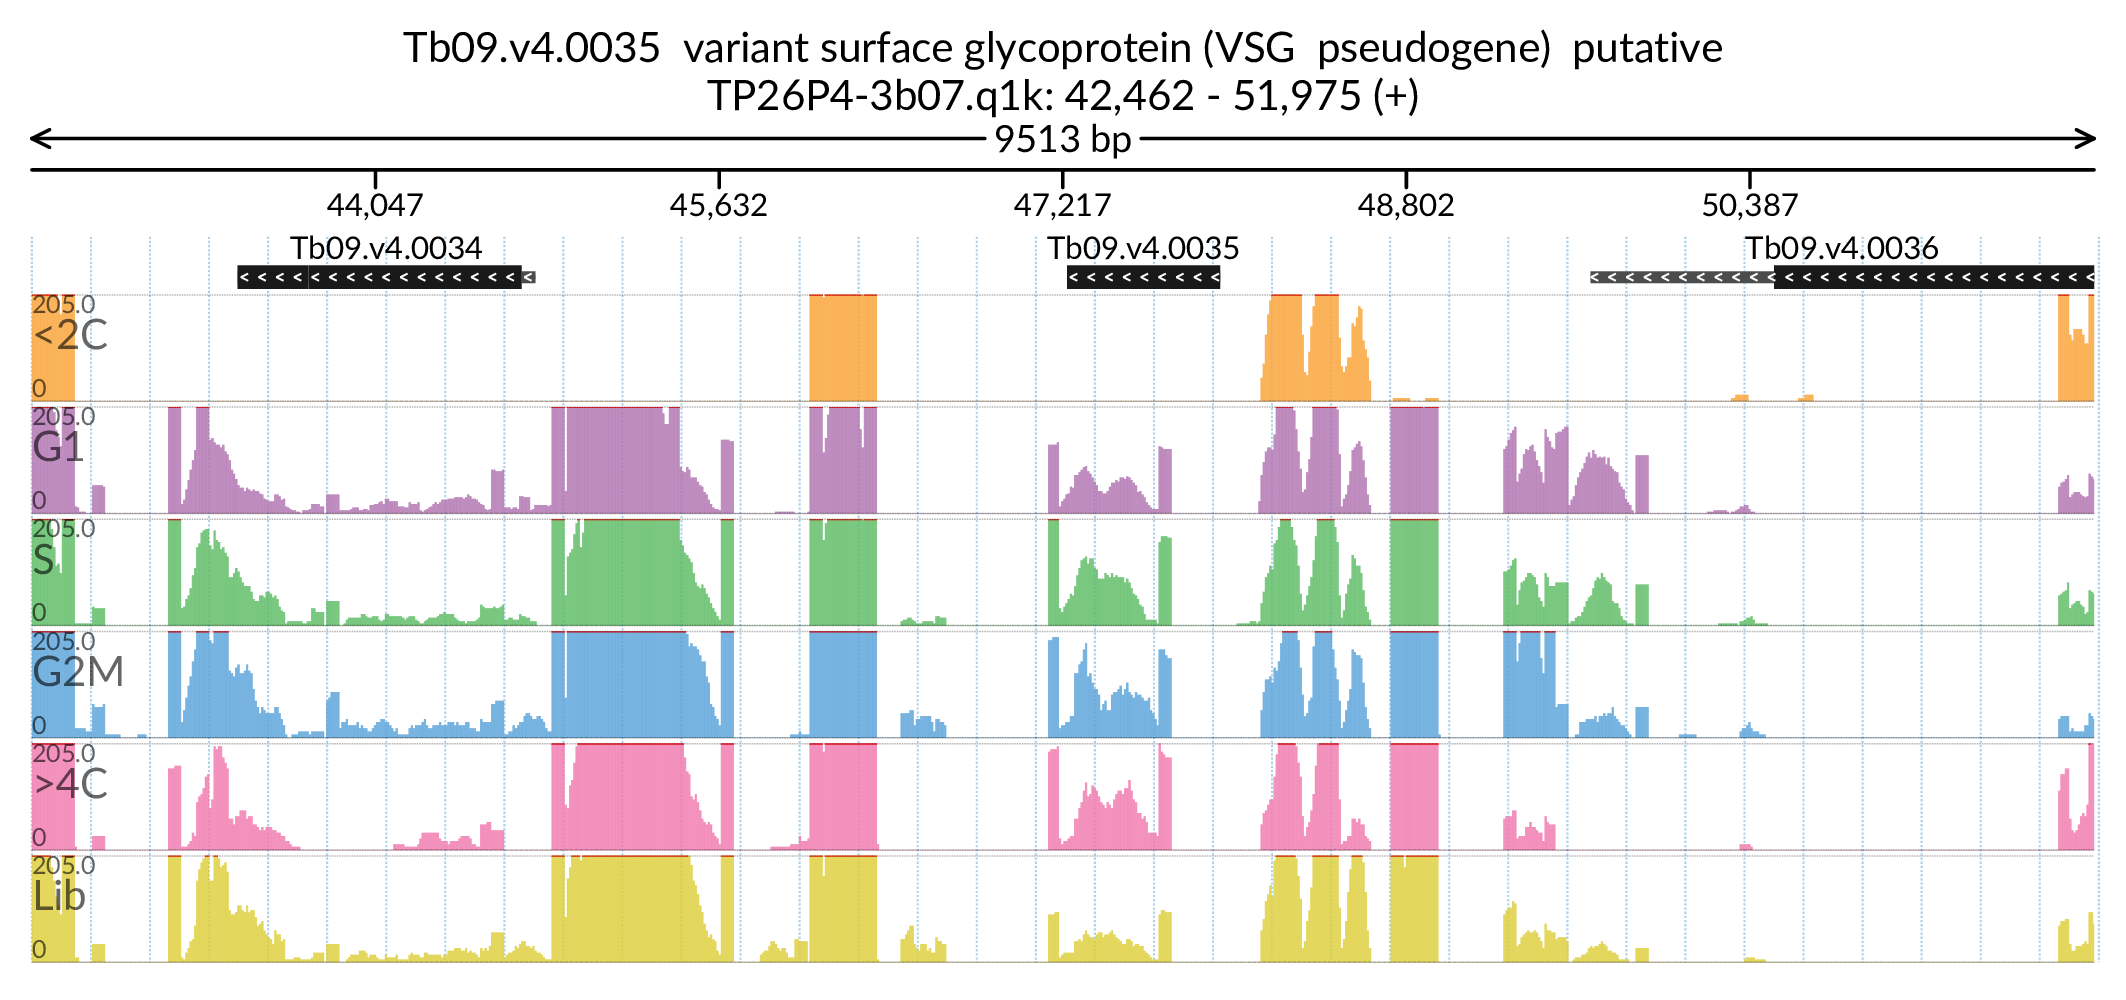 Tb09.v4.0035 variant surface glycoprotein (VSG pseudogene) putative
TP26P4-3b07.q1k: 42,462 - 51,975 (+)
9513 bp
44,047 45,632 47,217 48,802 50,387
Tb09.v4.0034 Tb09.v4.0035 Tb09.v4.0036
205.0
<2C
0
205.0
G1
0
205.0
S
0
205.0
G2M
0
205.0
>4C
0
205.0
Lib
0